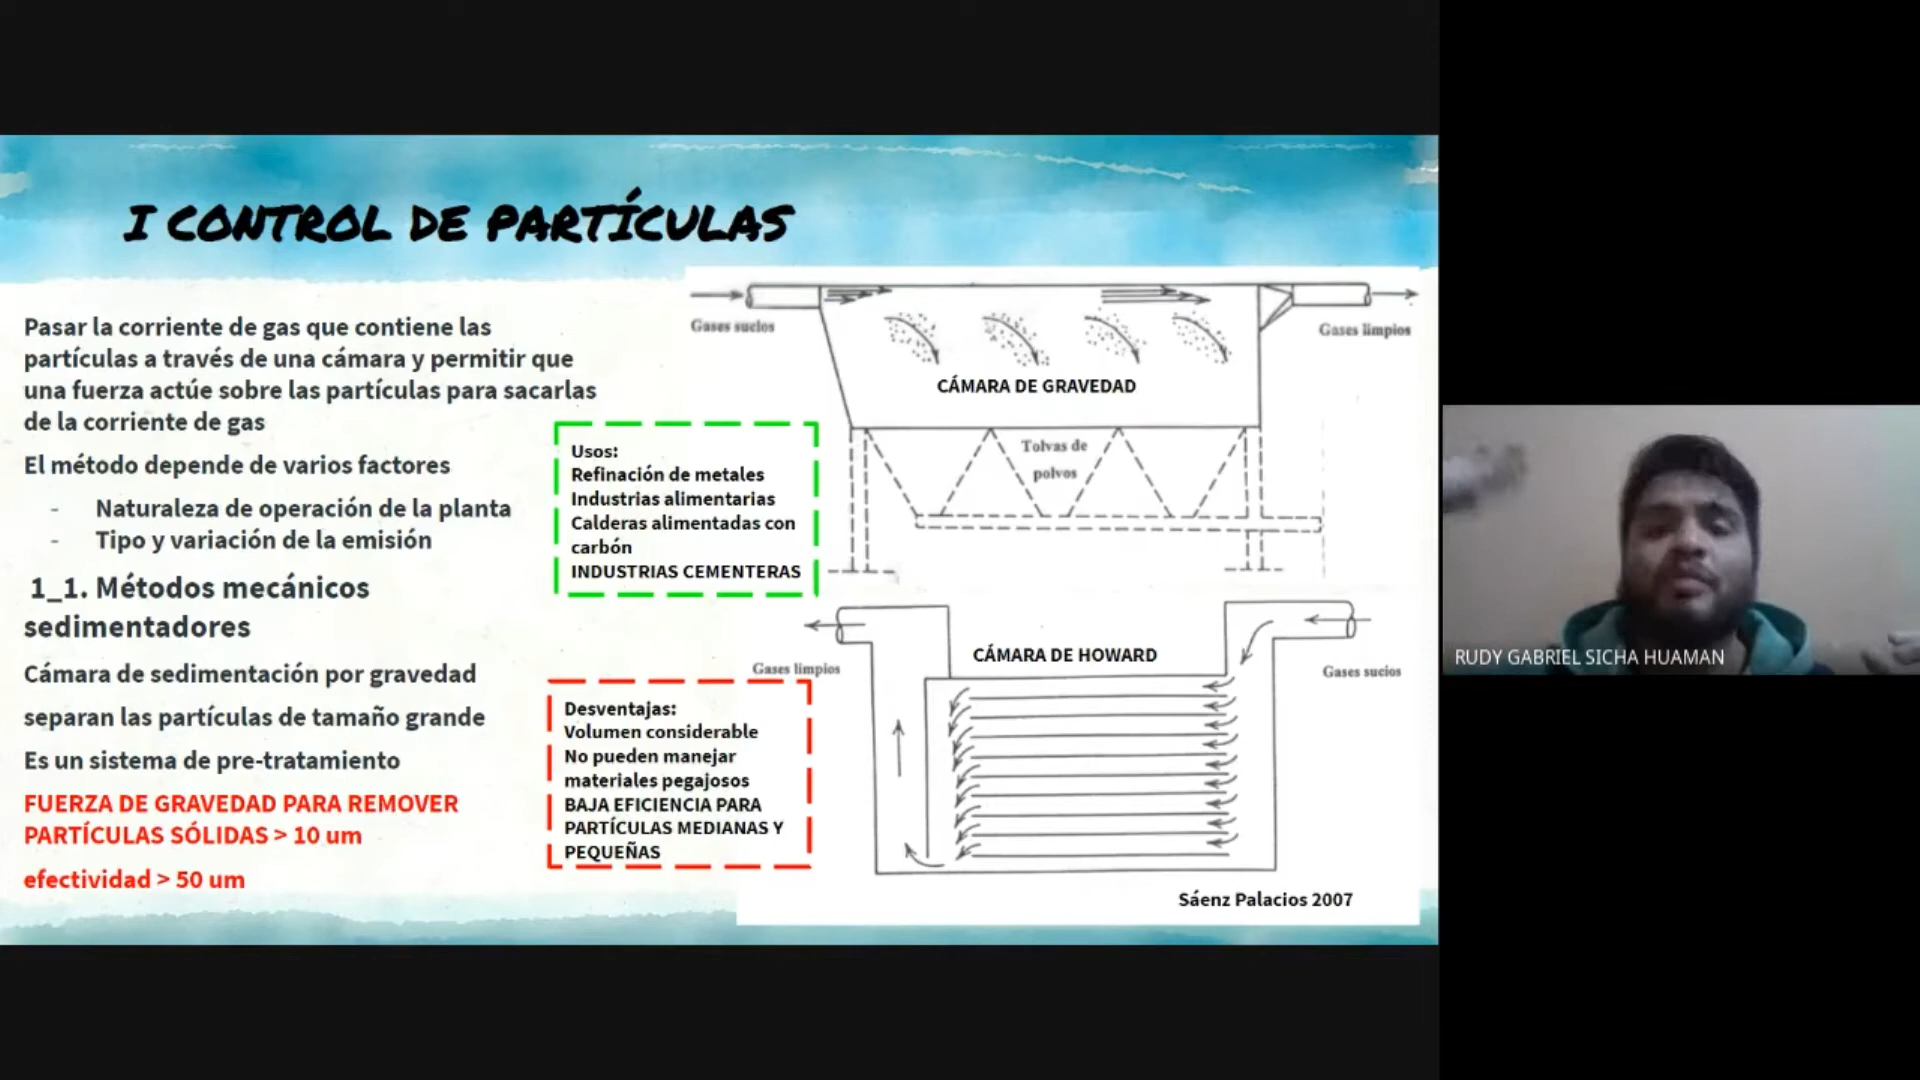 I CONTROL DE PARTÍCULAS
Pasar la corriente de gas que contiene las
partículas a través de una cámara y permitir que
una fuerza actúe sobre las partículas para sacarlas
de la corriente de gas
El método depende de varios factores
- Naturaleza de operación de la planta
- Tipo y variación de la emisión
1_1. Métodos mecánicos
sedimentadores
Cámara de sedimentación por gravedad
separan las partículas de tamaño grande
Es un sistema de pre-tratamiento
FUERZA DE GRAVEDAD PARA REMOVER
PARTÍCULAS SÓLIDAS > 10 um
efectividad > 50 um
Usos:
Refinación de metales
Industrias alimentarias
Calderas alimentadas con
carbón
INDUSTRIAS CEMENTERAS
Desventajas:
Volumen considerable
No pueden manejar
materiales pegajosos
BAJA EFICIENCIA PARA
PARTÍCULAS MEDIANAS Y
PEQUEÑAS
Gases sucios
Gases limpios
CÁMARA DE GRAVEDAD
Tolvas de
polvos
CÁMARA DE HOWARD
Gases limpios
Gases sucios
Sáenz Palacios 2007
RUDY GABRIEL SICHA HUAMAN